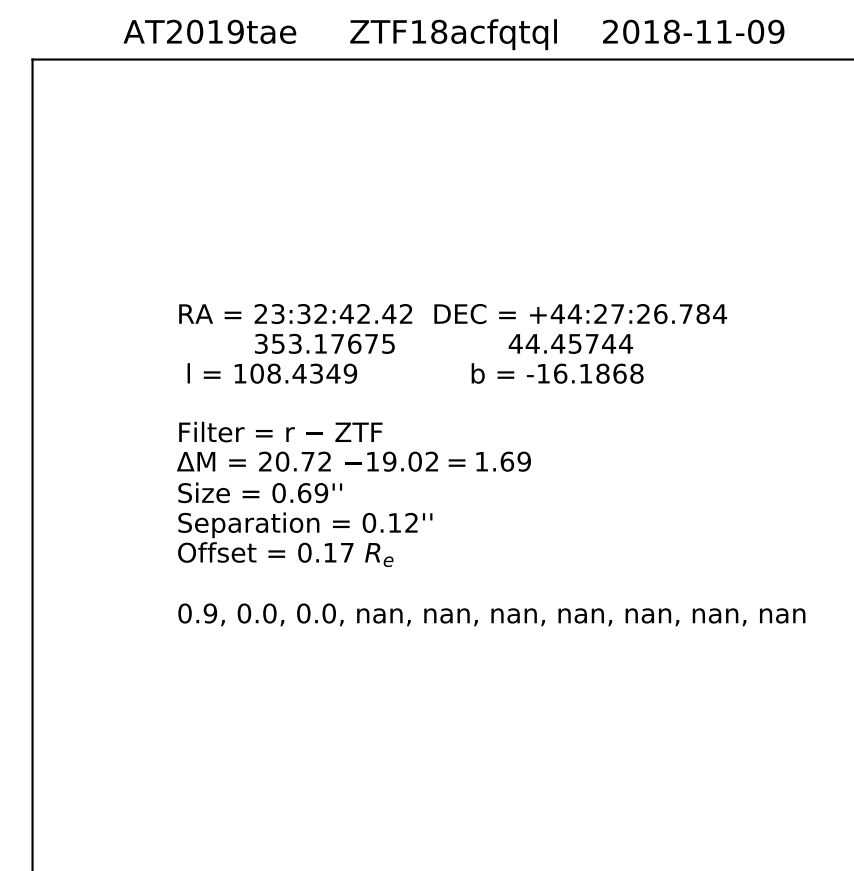 AT2019tae ZTF18acfqtql 2018-11-09
RA = 23:32:42.42 DEC = +44:27:26.784
353.17675 44.45744
l = 108.4349 b = -16.1868
Filter = r − ZTF
ΔM = 20.72 −19.02 = 1.69
Size = 0.69''
Separation = 0.12''
Offset = 0.17 Re
0.9, 0.0, 0.0, nan, nan, nan, nan, nan, nan, nan